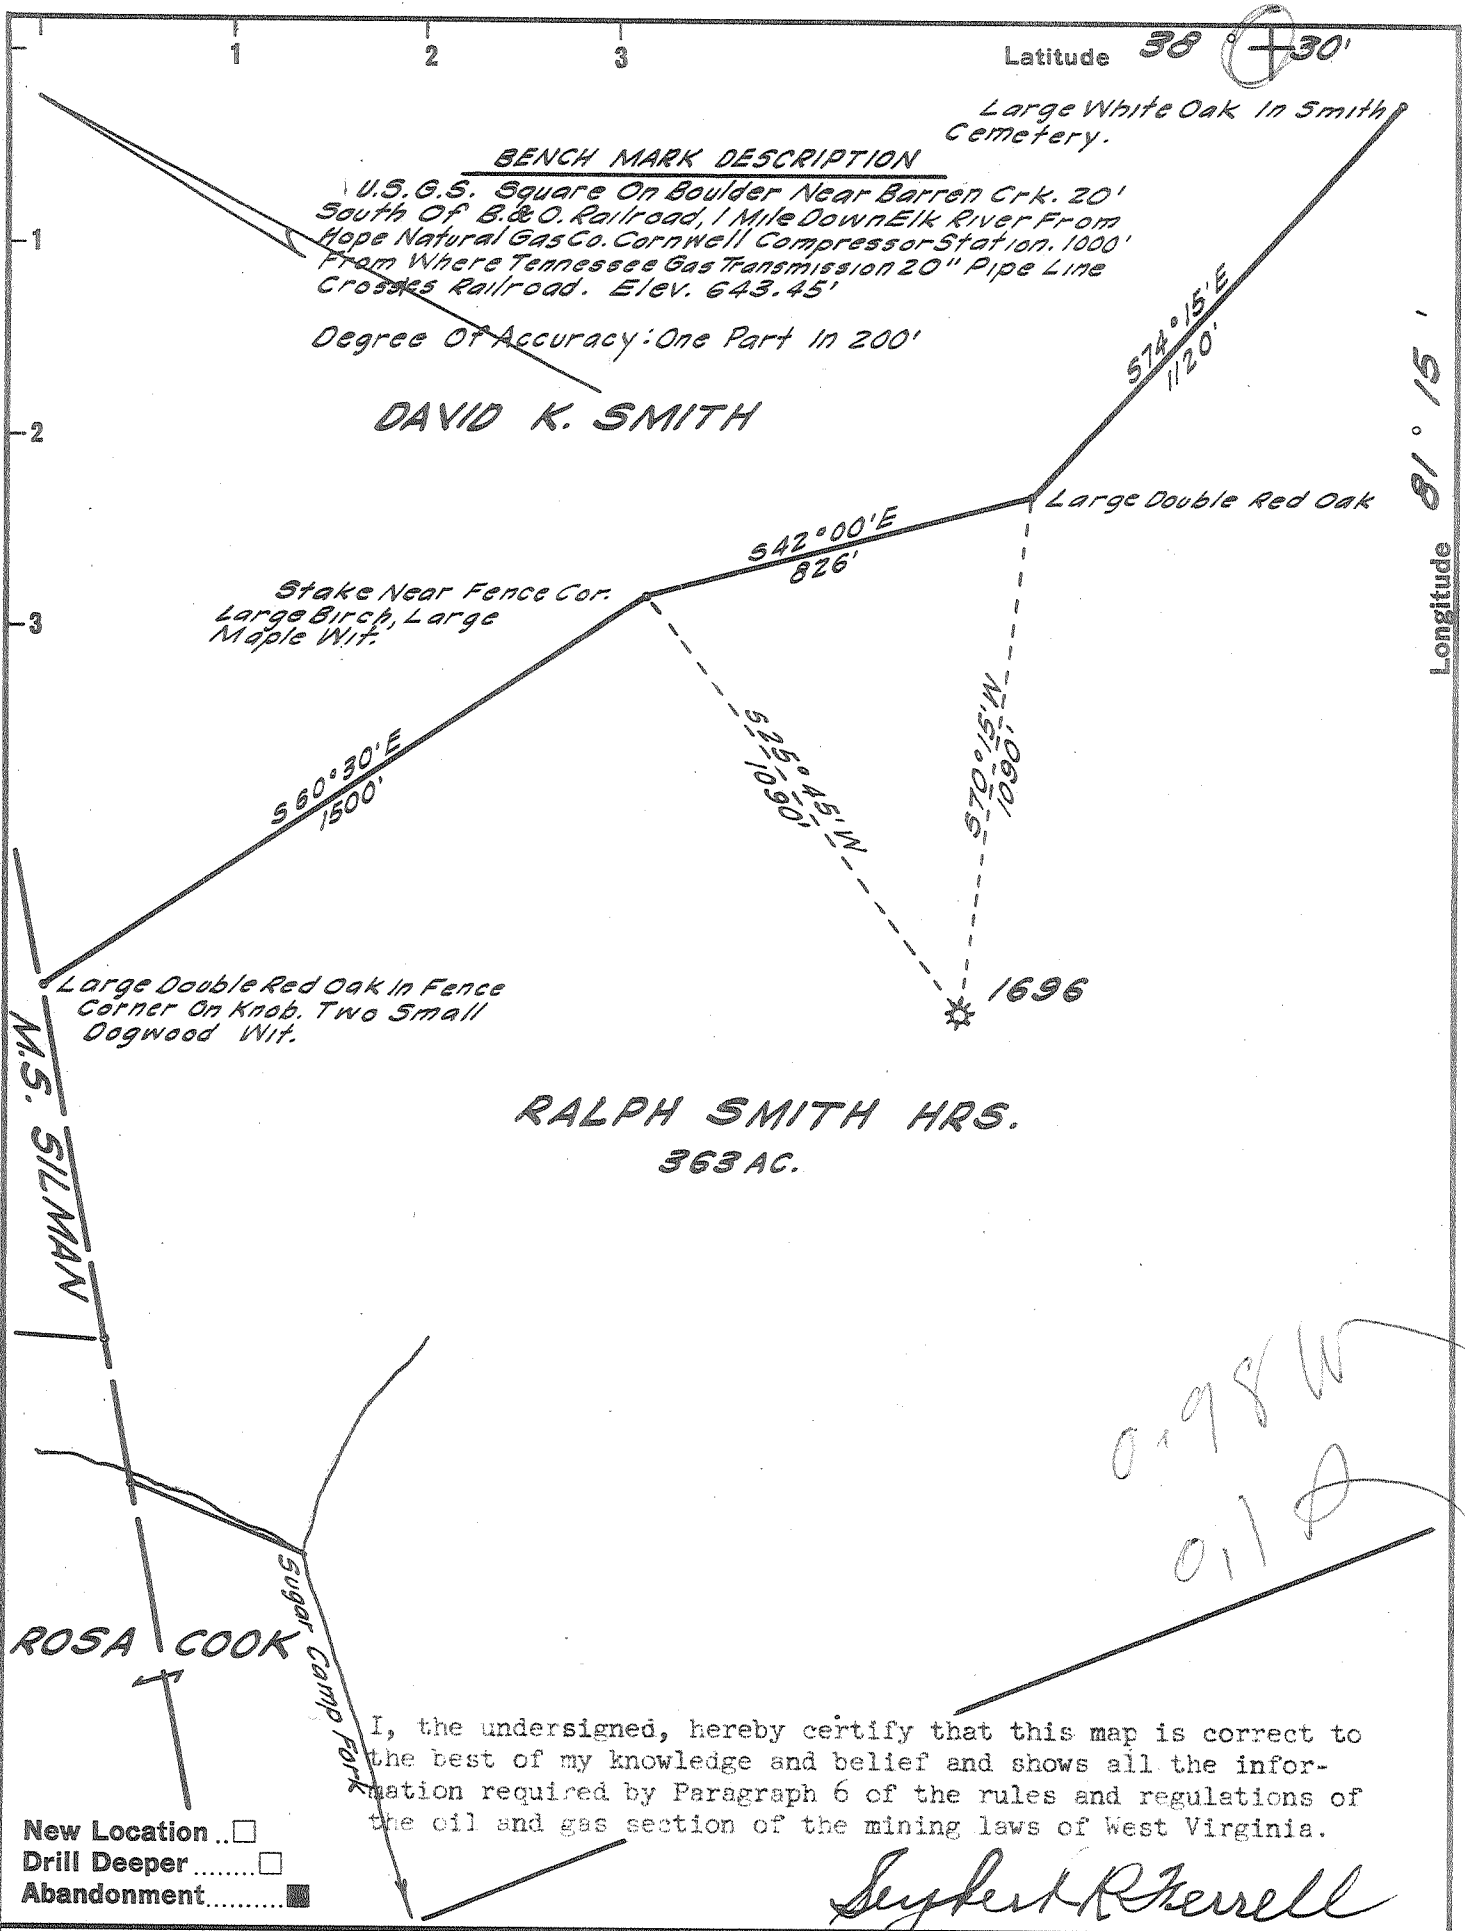 1 2 3 Latitude 38° 30'
Large White Oak In Smith
Cemetery.
BENCH MARK DESCRIPTION
U.S.G.S. Square On Boulder Near Barren Crk. 20'
South Of B.&O. Railroad, 1 Mile Down Elk River From
Hope Natural Gas Co. Cornwell Compressor Station. 1000'
From Where Tennessee Gas Transmission 20" Pipe Line
Crosses Railroad. Elev. 643.45'
1
Degree Of Accuracy: One Part In 200'
S74°15'E
1120'
DAVID K. SMITH
2
Longitude 81° 15'
Large Double Red Oak
S42°00'E
826'
Stake Near Fence Cor.
Large Birch, Large
Maple Wit.
3
S60°30'E
1500'
S25°45'W
1090'
S70°15'W
1090'
Large Double Red Oak In Fence
Corner On Knob. Two Small
Dogwood Wit.
1696
M.S. SILMAN
RALPH SMITH HRS.
363 AC.
0.98 W
ROSA COOK
Sugar Camp Fork
I, the undersigned, hereby certify that this map is correct to
the best of my knowledge and belief and shows all the infor-
mation required by Paragraph 6 of the rules and regulations of
the oil and gas section of the mining laws of West Virginia.
New Location ..
Drill Deeper ........
Abandonment ..........
Seybert R Ferrell